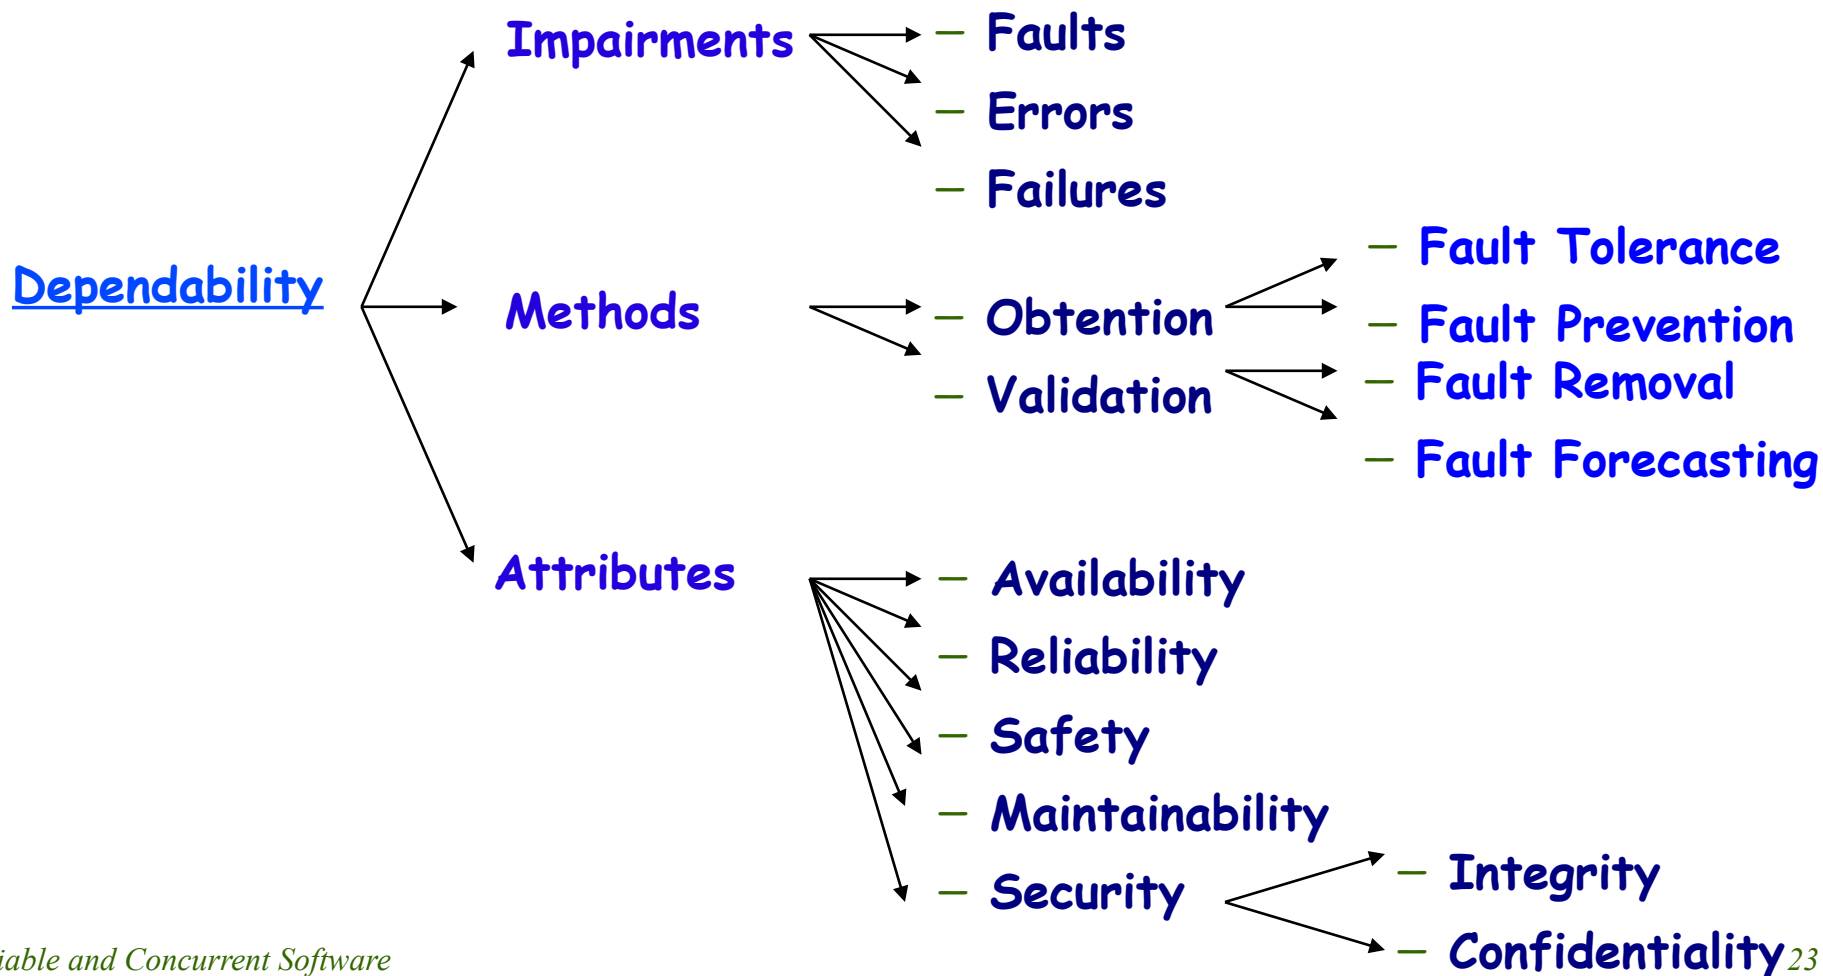 Impairments
– Faults
– Errors
– Failures
Dependability
Methods
– Obtention
– Validation
– Fault Tolerance
– Fault Prevention
– Fault Removal
– Fault Forecasting
Attributes
– Availability
– Reliability
– Safety
– Maintainability
– Security
– Integrity
– Confidentiality
and Concurrent Software
23